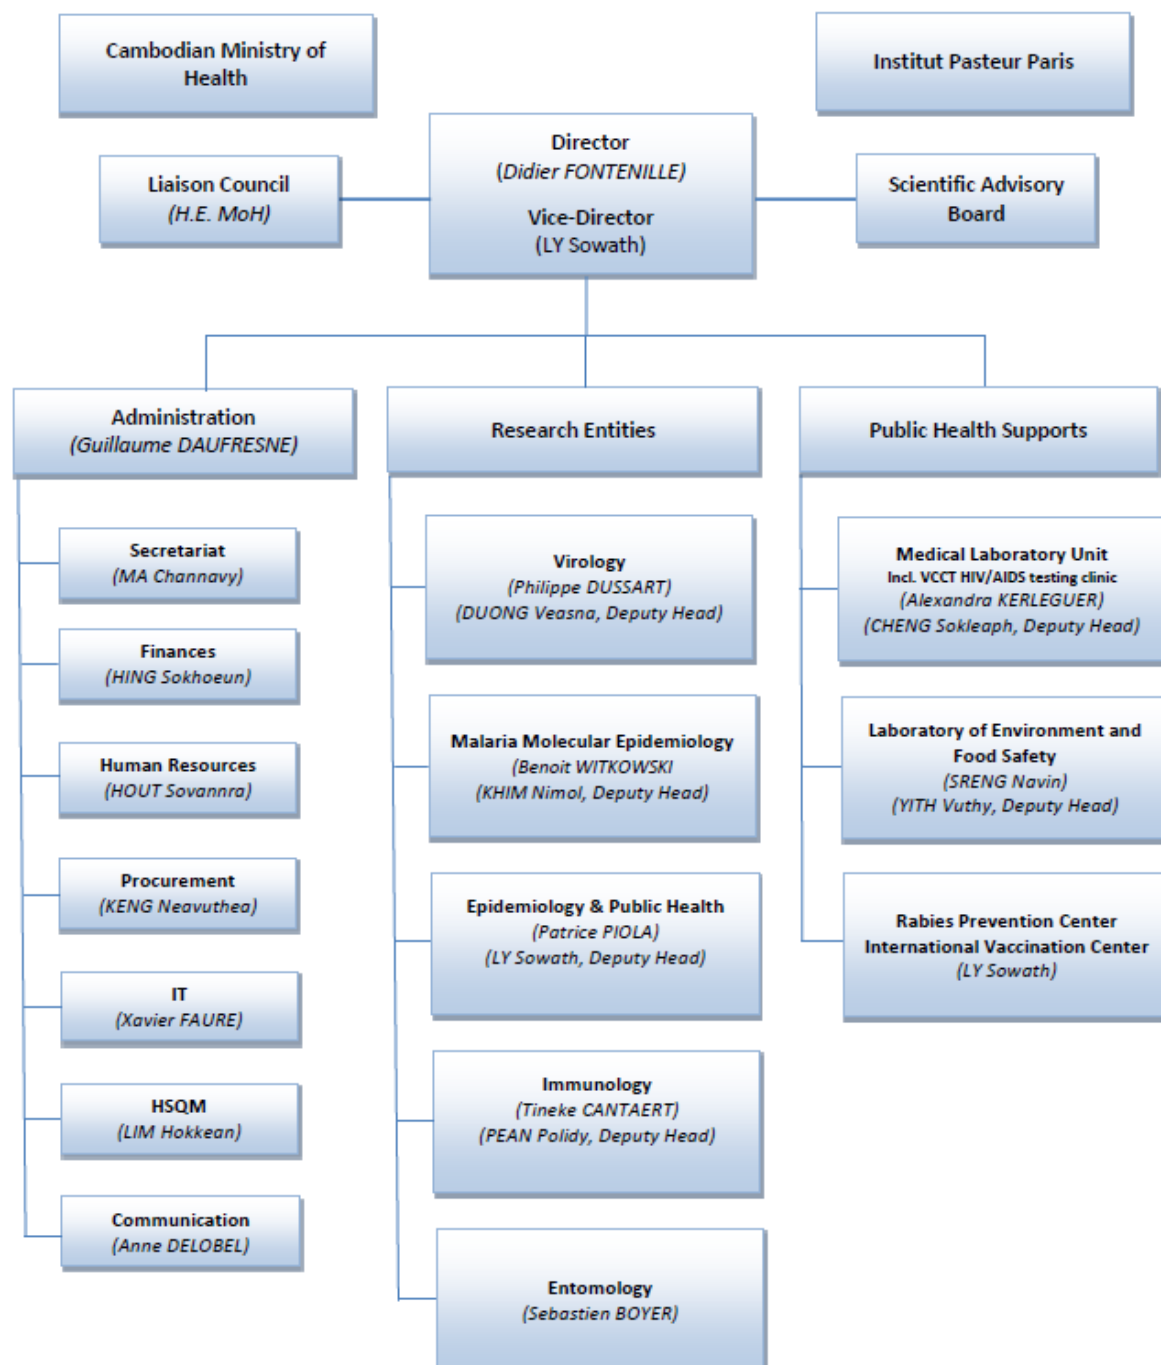 Cambodian Ministry of
Health
Institut Pasteur Paris
Director
(Didier FONTENILLE)
Vice-Director
(LY Sowath)
Liaison Council
(H.E. MoH)
Scientific Advisory
Board
Administration
(Guillaume DAUFRESNE)
Secretariat
(MA Channavy)
Finances
(HING Sokhoeun)
Human Resources
(HOUT Sovannra)
Procurement
(KENG Neavuthea)
IT
(Xavier FAURE)
HSQM
(LIM Hokkean)
Communication
(Anne DELOBEL)
Research Entities
Virology
(Philippe DUSSART)
(DUONG Veasna, Deputy Head)
Malaria Molecular Epidemiology
(Benoit WITKOWSKI
(KHIM Nimol, Deputy Head)
Epidemiology & Public Health
(Patrice PIOLA)
(LY Sowath, Deputy Head)
Immunology
(Tineke CANTAERT)
(PEAN Polidy, Deputy Head)
Entomology
(Sebastien BOYER)
Public Health Supports
Medical Laboratory Unit
Incl. VCCT HIV/AIDS testing clinic
(Alexandra KERLEGUER)
(CHENG Sokleaph, Deputy Head)
Laboratory of Environment and
Food Safety
(SRENG Navin)
(YITH Vuthy, Deputy Head)
Rabies Prevention Center
International Vaccination Center
(LY Sowath)